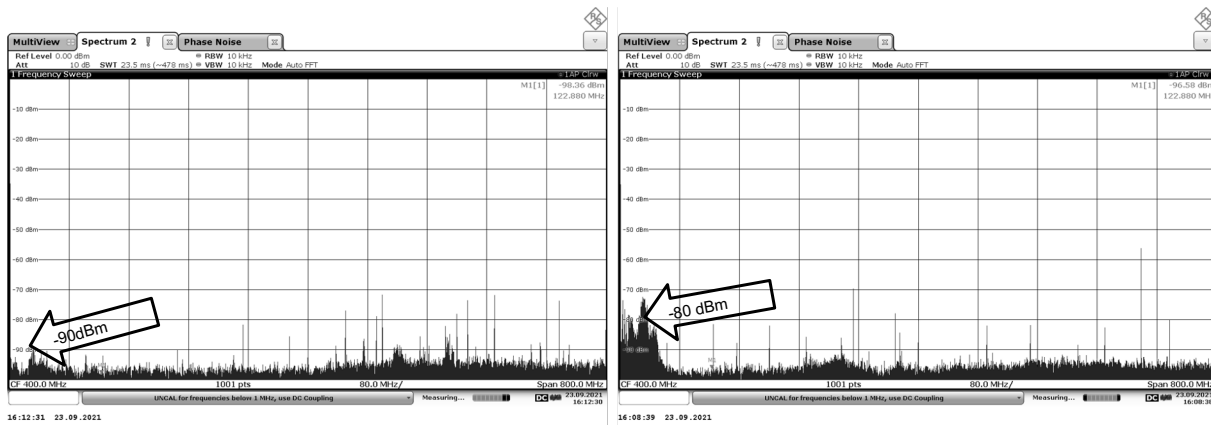 MultiView Spectrum 2 Phase Noise
Ref Level 0.00 dBm RBW 10 kHz
Att 10 dB SWT 23.5 ms (~478 ms) VBW 10 kHz Mode Auto FFT
1 Frequency Sweep 1AP Clrw
M1[1] -98.36 dBm
122.880 MHz
-10 dBm
-20 dBm
-30 dBm
-40 dBm
-50 dBm
-60 dBm
-70 dBm
-80 dBm
-90dBm
-90 dBm
CF 400.0 MHz 1001 pts 80.0 MHz/ Span 800.0 MHz
UNCAL for frequencies below 1 MHz, use DC Coupling Measuring... DC 23.09.2021
16:12:30
16:12:31 23.09.2021
MultiView Spectrum 2 Phase Noise
Ref Level 0.00 dBm RBW 10 kHz
Att 10 dB SWT 23.5 ms (~478 ms) VBW 10 kHz Mode Auto FFT
1 Frequency Sweep 1AP Clrw
M1[1] -96.58 dBm
122.880 MH
-10 dBm
-20 dBm
-30 dBm
-40 dBm
-50 dBm
-60 dBm
-70 dBm
-80 dBm
-90 dBm
M1
CF 400.0 MHz 1001 pts 80.0 MHz/ Span 800.0 MHz
UNCAL for frequencies below 1 MHz, use DC Coupling Measuring... DC 23.09.2021
16:08:39 23.09.2021